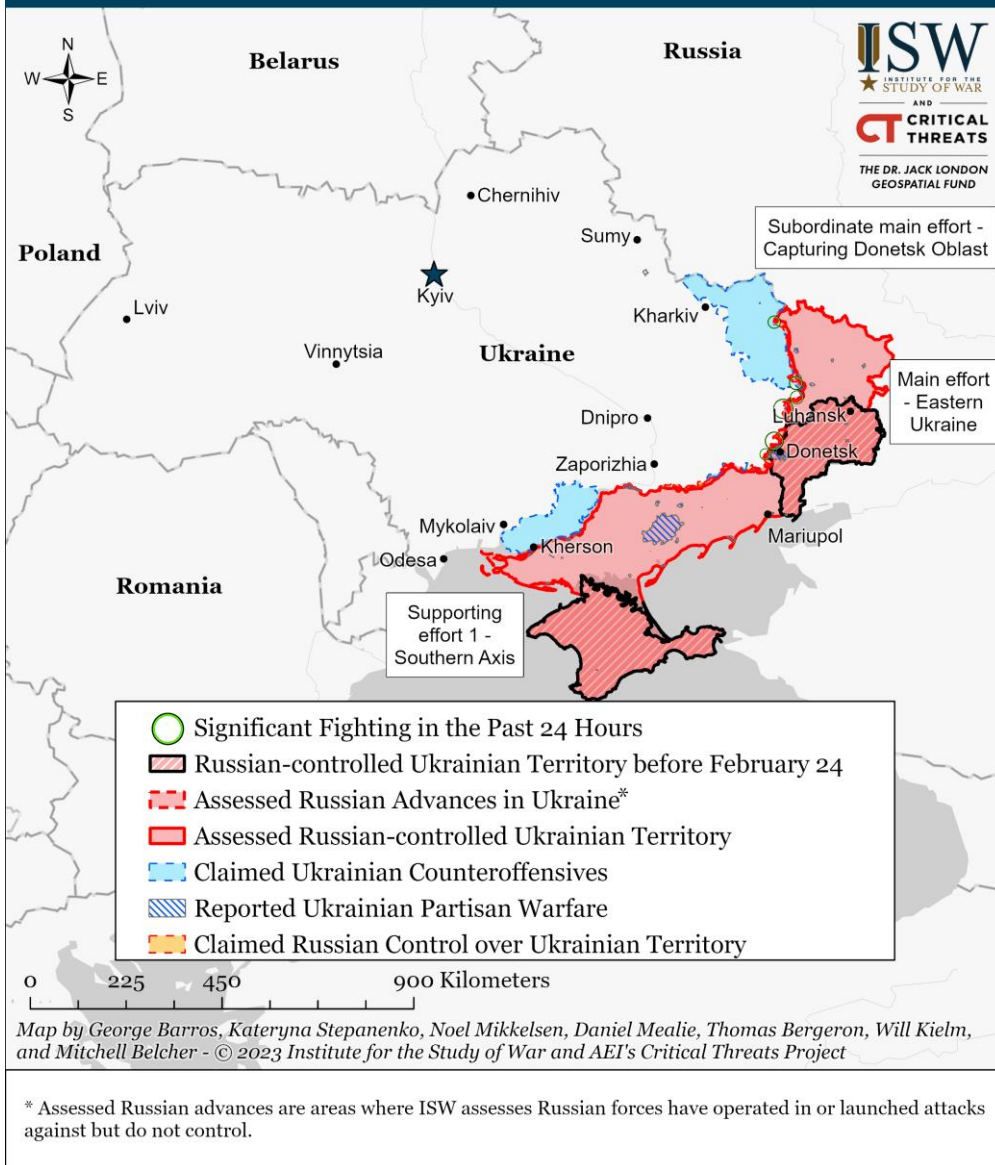 N
W
E
S
Belarus
Russia
ISW
INSTITUTE FOR THE
STUDY OF WAR
AND
CT CRITICAL
THREATS
THE DR. JACK LONDON
GEOSPATIAL FUND
Chernihiv
Subordinate main effort -
Capturing Donetsk Oblast
Sumy
Poland
Kyiv
Lviv
Kharkiv
Vinnytsia
Ukraine
Main effort
- Eastern
Ukraine
Dnipro
Luhansk
Donetsk
Zaporizhia
Mykolaiv
Kherson
Mariupol
Odesa
Romania
Supporting
effort 1 -
Southern Axis
Significant Fighting in the Past 24 Hours
Russian-controlled Ukrainian Territory before February 24
Assessed Russian Advances in Ukraine*
Assessed Russian-controlled Ukrainian Territory
Claimed Ukrainian Counteroffensives
Reported Ukrainian Partisan Warfare
Claimed Russian Control over Ukrainian Territory
0 225 450 900 Kilometers
Map by George Barros, Kateryna Stepanenko, Noel Mikkelsen, Daniel Mealie, Thomas Bergeron, Will Kielm,
and Mitchell Belcher - © 2023 Institute for the Study of War and AEI's Critical Threats Project
* Assessed Russian advances are areas where ISW assesses Russian forces have operated in or launched attacks
against but do not control.